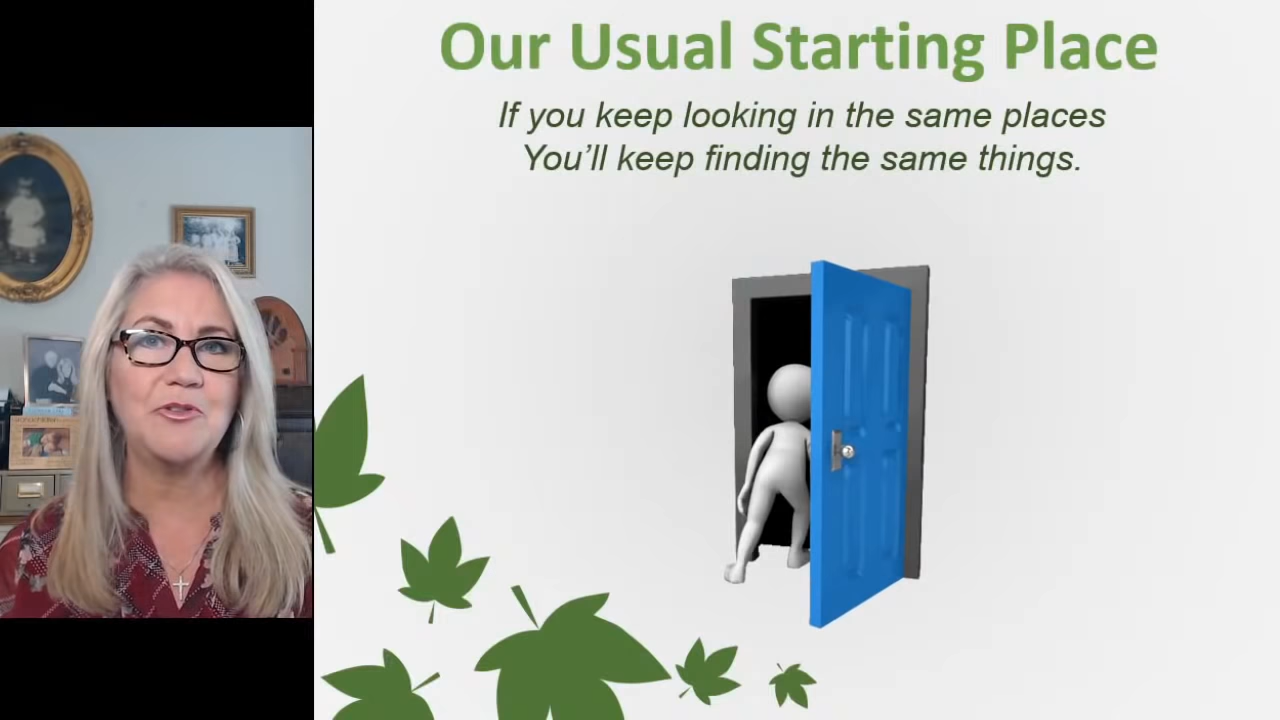 Our Usual Starting Place
If you keep looking in the same places
You'll keep finding the same things.